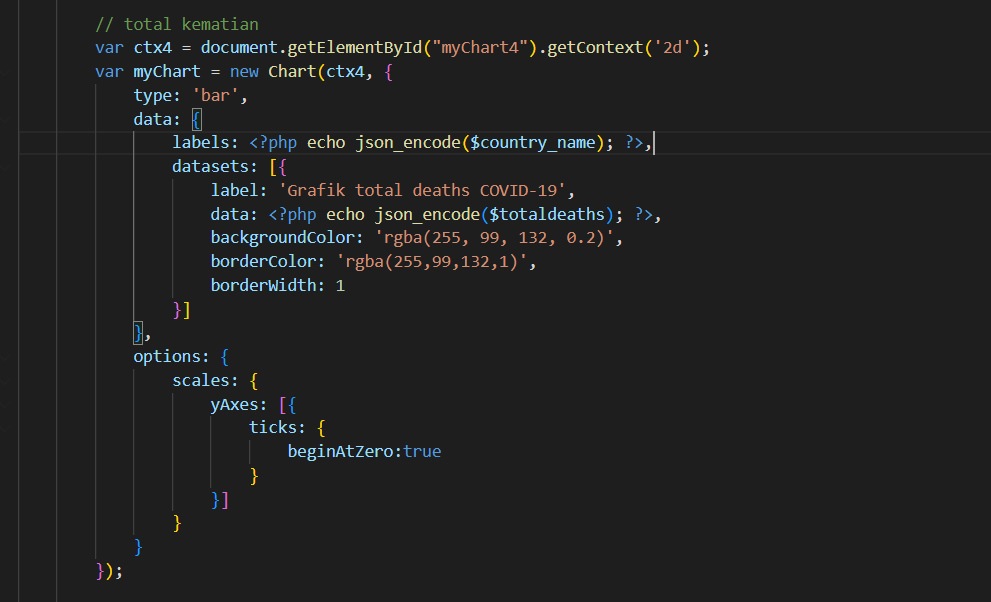 // total kematian
var ctx4 = document.getElementById("myChart4").getContext('2d');
var myChart = new Chart(ctx4, {
    type: 'bar',
    data: {
        labels: <?php echo json_encode($country_name); ?>,
        datasets: [{
            label: 'Grafik total deaths COVID-19',
            data: <?php echo json_encode($totaldeaths); ?>,
            backgroundColor: 'rgba(255, 99, 132, 0.2)',
            borderColor: 'rgba(255,99,132,1)',
            borderWidth: 1
        }]
    },
    options: {
        scales: {
            yAxes: [{
                ticks: {
                    beginAtZero:true
                }
            }]
        }
    }
});